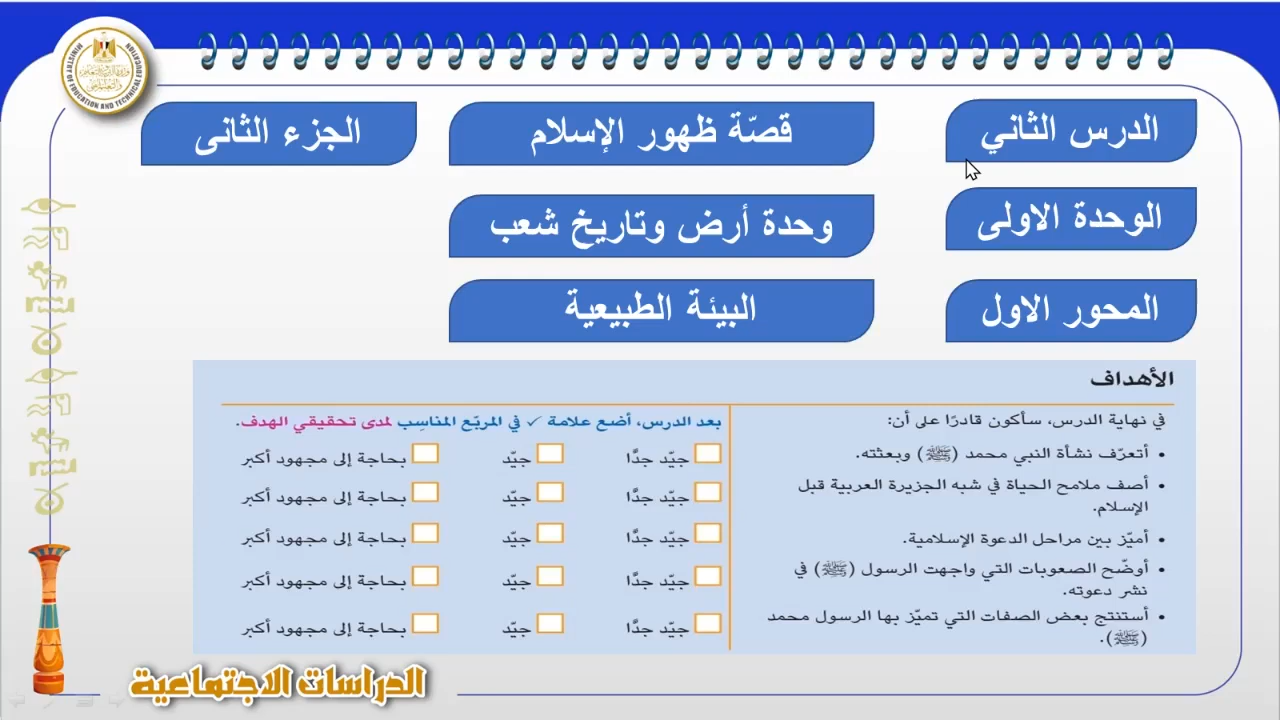 الدرس الثاني
قصّة ظهور الإسلام
الجزء الثانى
الوحدة الاولى
وحدة أرض وتاريخ شعب
المحور الاول
البيئة الطبيعية
الأهداف
في نهاية الدرس، سأكون قادرًا على أن:
• أتعرّف نشأة النبي محمد (ﷺ) وبعثته.
• أصف ملامح الحياة في شبه الجزيرة العربية قبل
الإسلام.
• أميّز بين مراحل الدعوة الإسلامية.
• أوضّح الصعوبات التي واجهت الرسول (ﷺ) في
نشر دعوته.
• أستنتج بعض الصفات التي تميّز بها الرسول محمد
(ﷺ).
بعد الدرس، أضع علامة ✓ في المربّع المناسِب لمدى تحقيقي الهدف.
جيّد جدًّا جيّد بحاجة إلى مجهود أكبر
جيّد جدًّا جيّد بحاجة إلى مجهود أكبر
جيّد جدًّا جيّد بحاجة إلى مجهود أكبر
جيّد جدًّا جيّد بحاجة إلى مجهود أكبر
جيّد جدًّا جيّد بحاجة إلى مجهود أكبر
الدراسات الاجتماعية
MINISTRY OF EDUCATION AND TECHNICAL EDUCATION